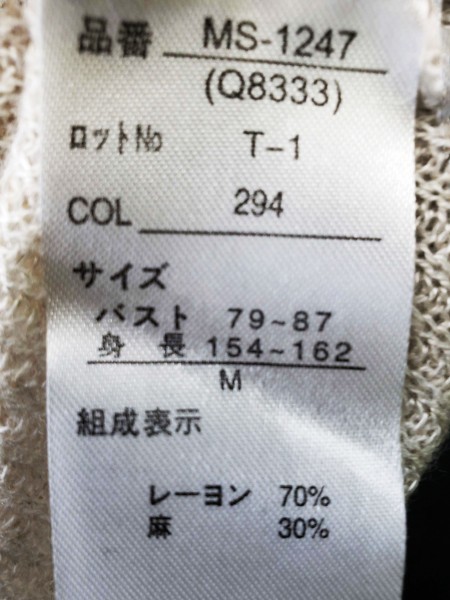 品番 MS-1247
(Q8333)
ロットNo T-1
COL 294
サイズ
バスト 79~87
身長 154~162
M
組成表示
レーヨン 70%
麻 30%